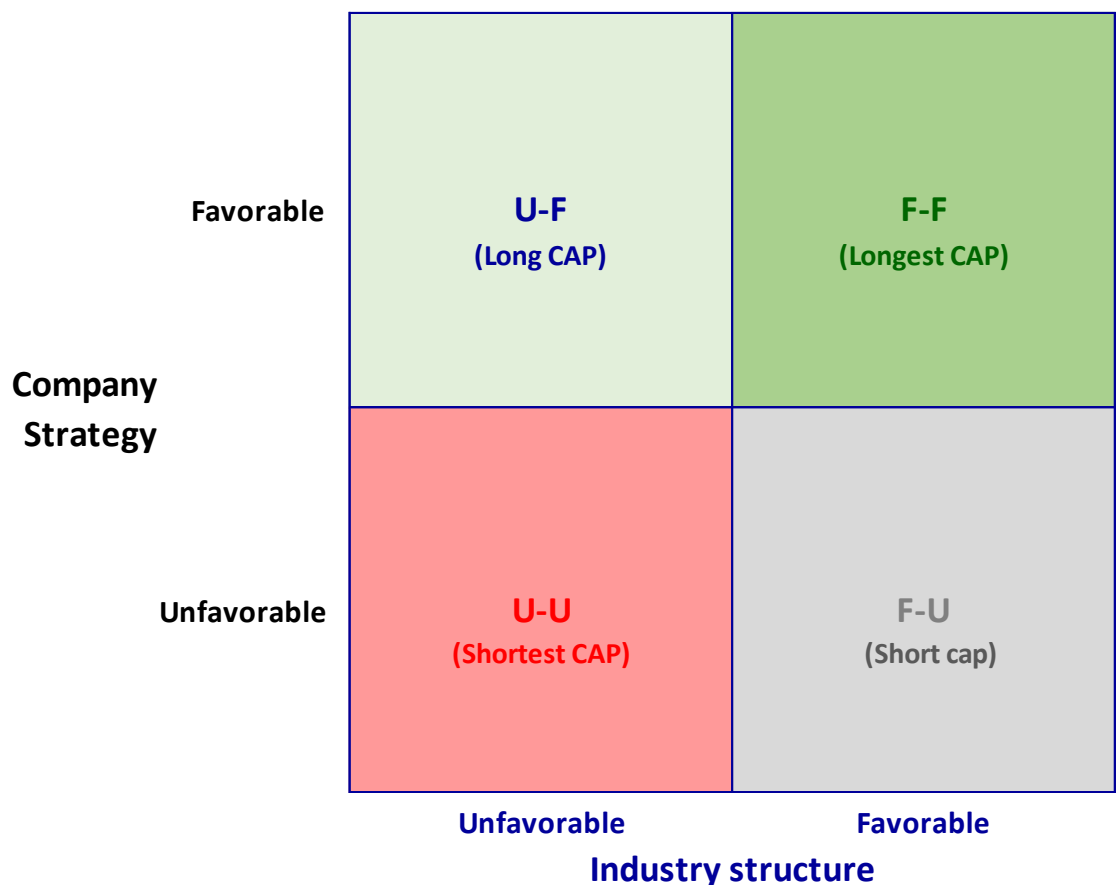 Favorable
U-F
(Long CAP)
F-F
(Longest CAP)
Company
Strategy
Unfavorable
U-U
(Shortest CAP)
F-U
(Short cap)
Unfavorable
Favorable
Industry structure